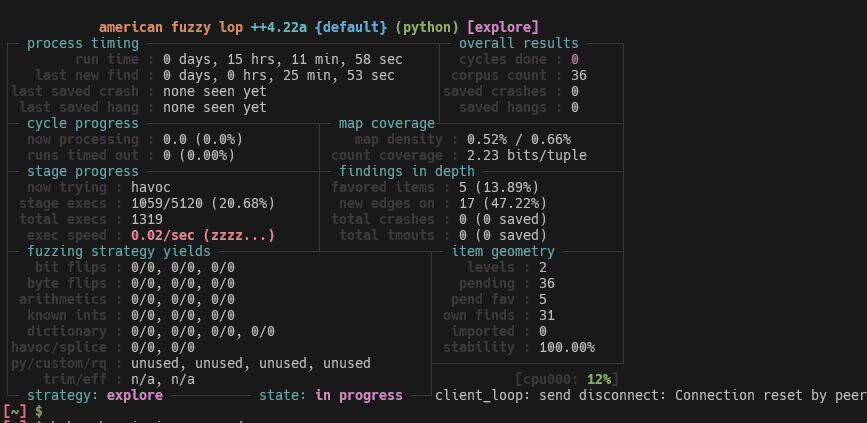 american fuzzy lop ++4.22a {default} (python) [explore]
process timing overall results
run time : 0 days, 15 hrs, 11 min, 58 sec cycles done : 0
last new find : 0 days, 0 hrs, 25 min, 53 sec corpus count : 36
last saved crash : none seen yet saved crashes : 0
last saved hang : none seen yet saved hangs : 0
cycle progress map coverage
now processing : 0.0 (0.0%) map density : 0.52% / 0.66%
runs timed out : 0 (0.00%) count coverage : 2.23 bits/tuple
stage progress findings in depth
now trying : havoc favored items : 5 (13.89%)
stage execs : 1059/5120 (20.68%) new edges on : 17 (47.22%)
total execs : 1319 total crashes : 0 (0 saved)
exec speed : 0.02/sec (zzzz...) total tmouts : 0 (0 saved)
fuzzing strategy yields item geometry
bit flips : 0/0, 0/0, 0/0 levels : 2
byte flips : 0/0, 0/0, 0/0 pending : 36
arithmetics : 0/0, 0/0, 0/0 pend fav : 5
known ints : 0/0, 0/0, 0/0 own finds : 31
dictionary : 0/0, 0/0, 0/0, 0/0 imported : 0
havoc/splice : 0/0, 0/0 stability : 100.00%
py/custom/rq : unused, unused, unused, unused
trim/eff : n/a, n/a [cpu000: 12%]
strategy: explore state: in progress client_loop: send disconnect: Connection reset by peer
[~] $